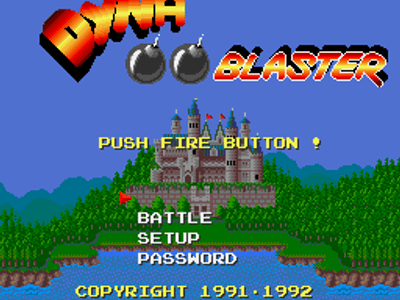 DYNA
BLASTER
PUSH FIRE BUTTON !
BATTLE
SETUP
PASSWORD
COPYRIGHT 1991·1992